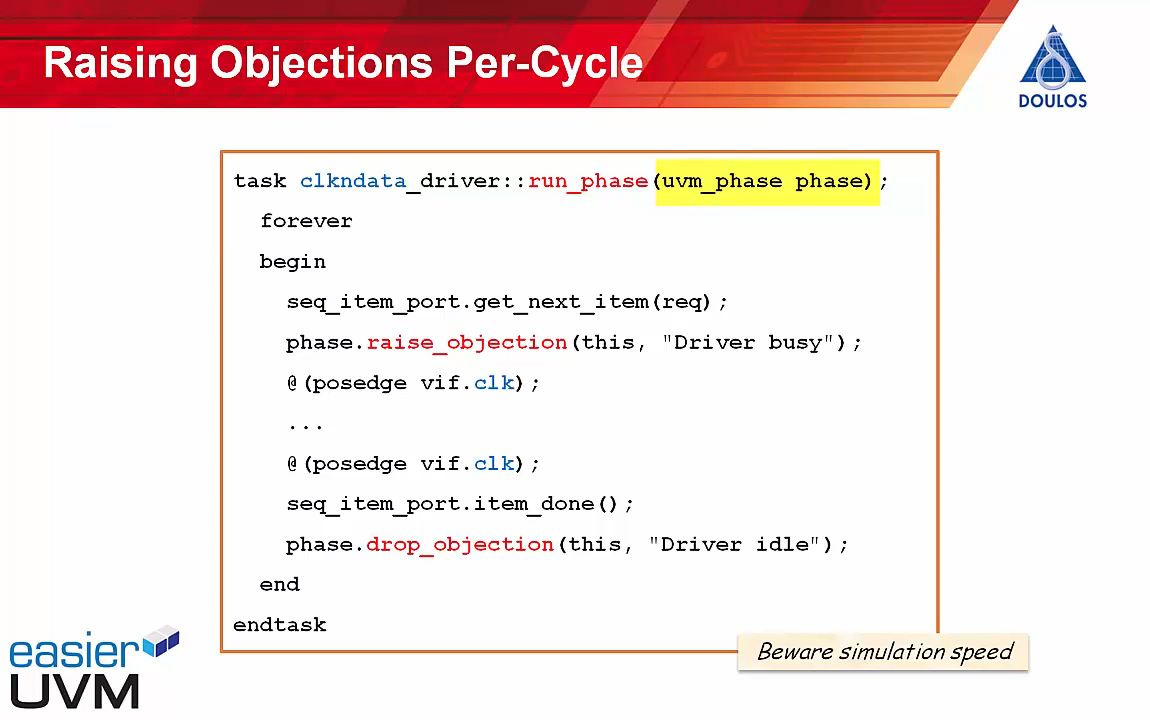 Raising Objections Per-Cycle
DOULOS
task clkndata_driver::run_phase(uvm_phase phase);
forever
begin
seq_item_port.get_next_item(req);
phase.raise_objection(this, "Driver busy");
@(posedge vif.clk);
...
@(posedge vif.clk);
seq_item_port.item_done();
phase.drop_objection(this, "Driver idle");
end
endtask
Beware simulation speed
easier
UVM